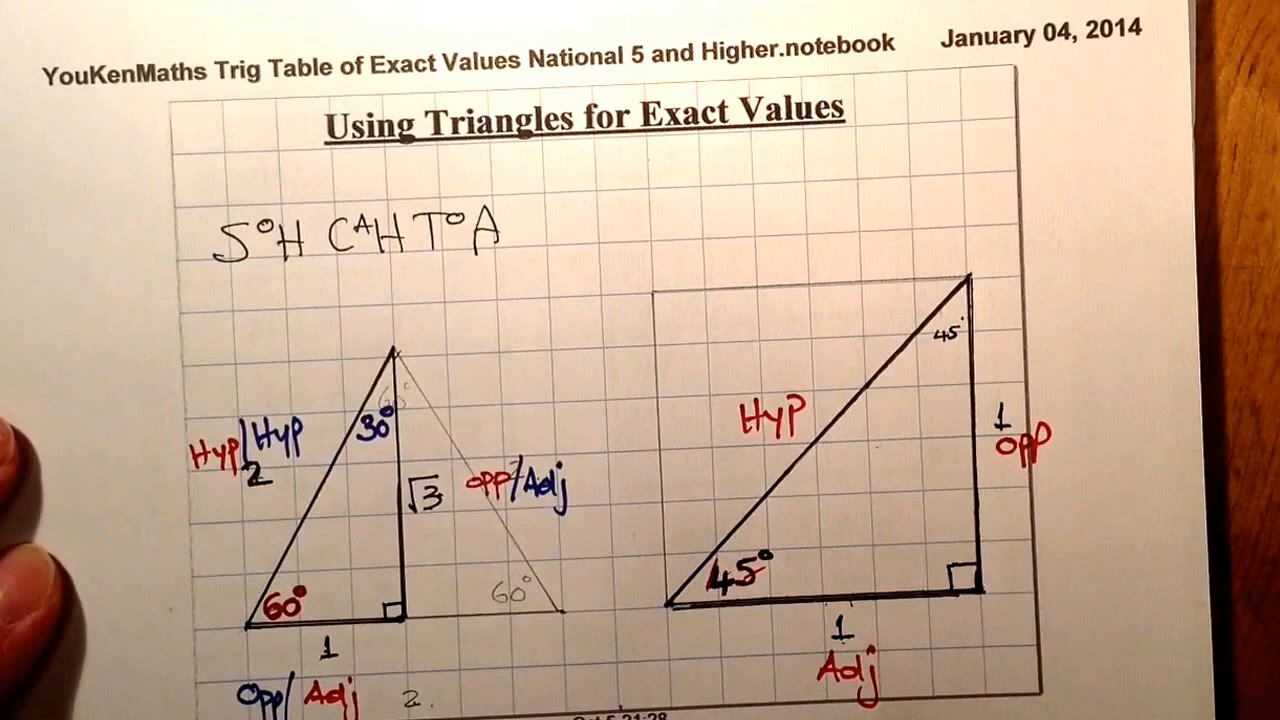 YouKenMaths Trig Table of Exact Values National 5 and Higher.notebook January 04, 2014
Using Triangles for Exact Values
SOH CAH TOA
45°
60°
30°
Hyp/Hyp
2
√3
opp/Adj
Hyp
1
opp
60°
60°
45°
1
Opp/Adj
2.
1
Adj